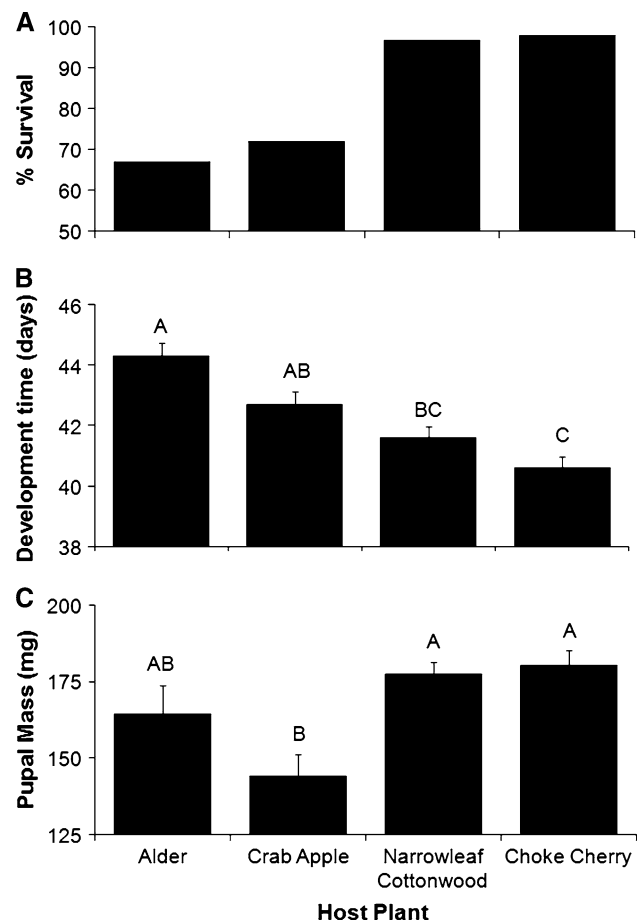 A
% Survival
100
90
80
70
60
50
B
Development time (days)
46
44
42
40
38
A
AB
BC
C
C
Pupal Mass (mg)
200
175
150
125
AB
B
A
A
Alder
Crab Apple
Narrowleaf
Cottonwood
Choke Cherry
Host Plant